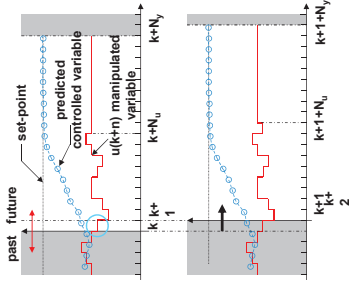 past future
set-point
predicted
controlled variable
u(k+n) manipulated
variable
k k+
1
k+Nu
k+Ny
k+1
k+
2
k+1+Nu
k+1+Ny